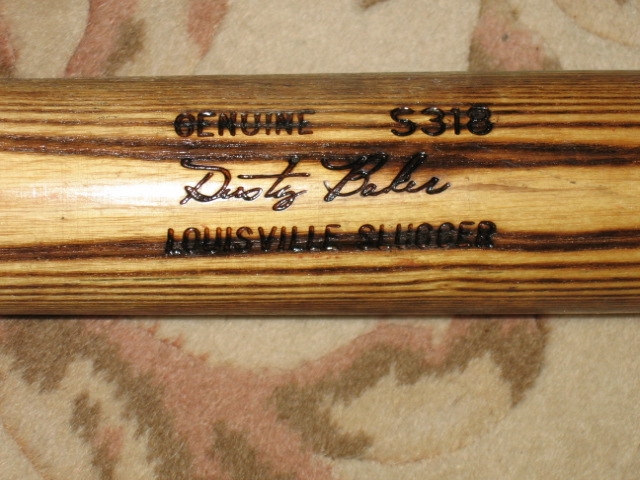 GENUINE S318
Dusty Baker
LOUISVILLE SLUGGER